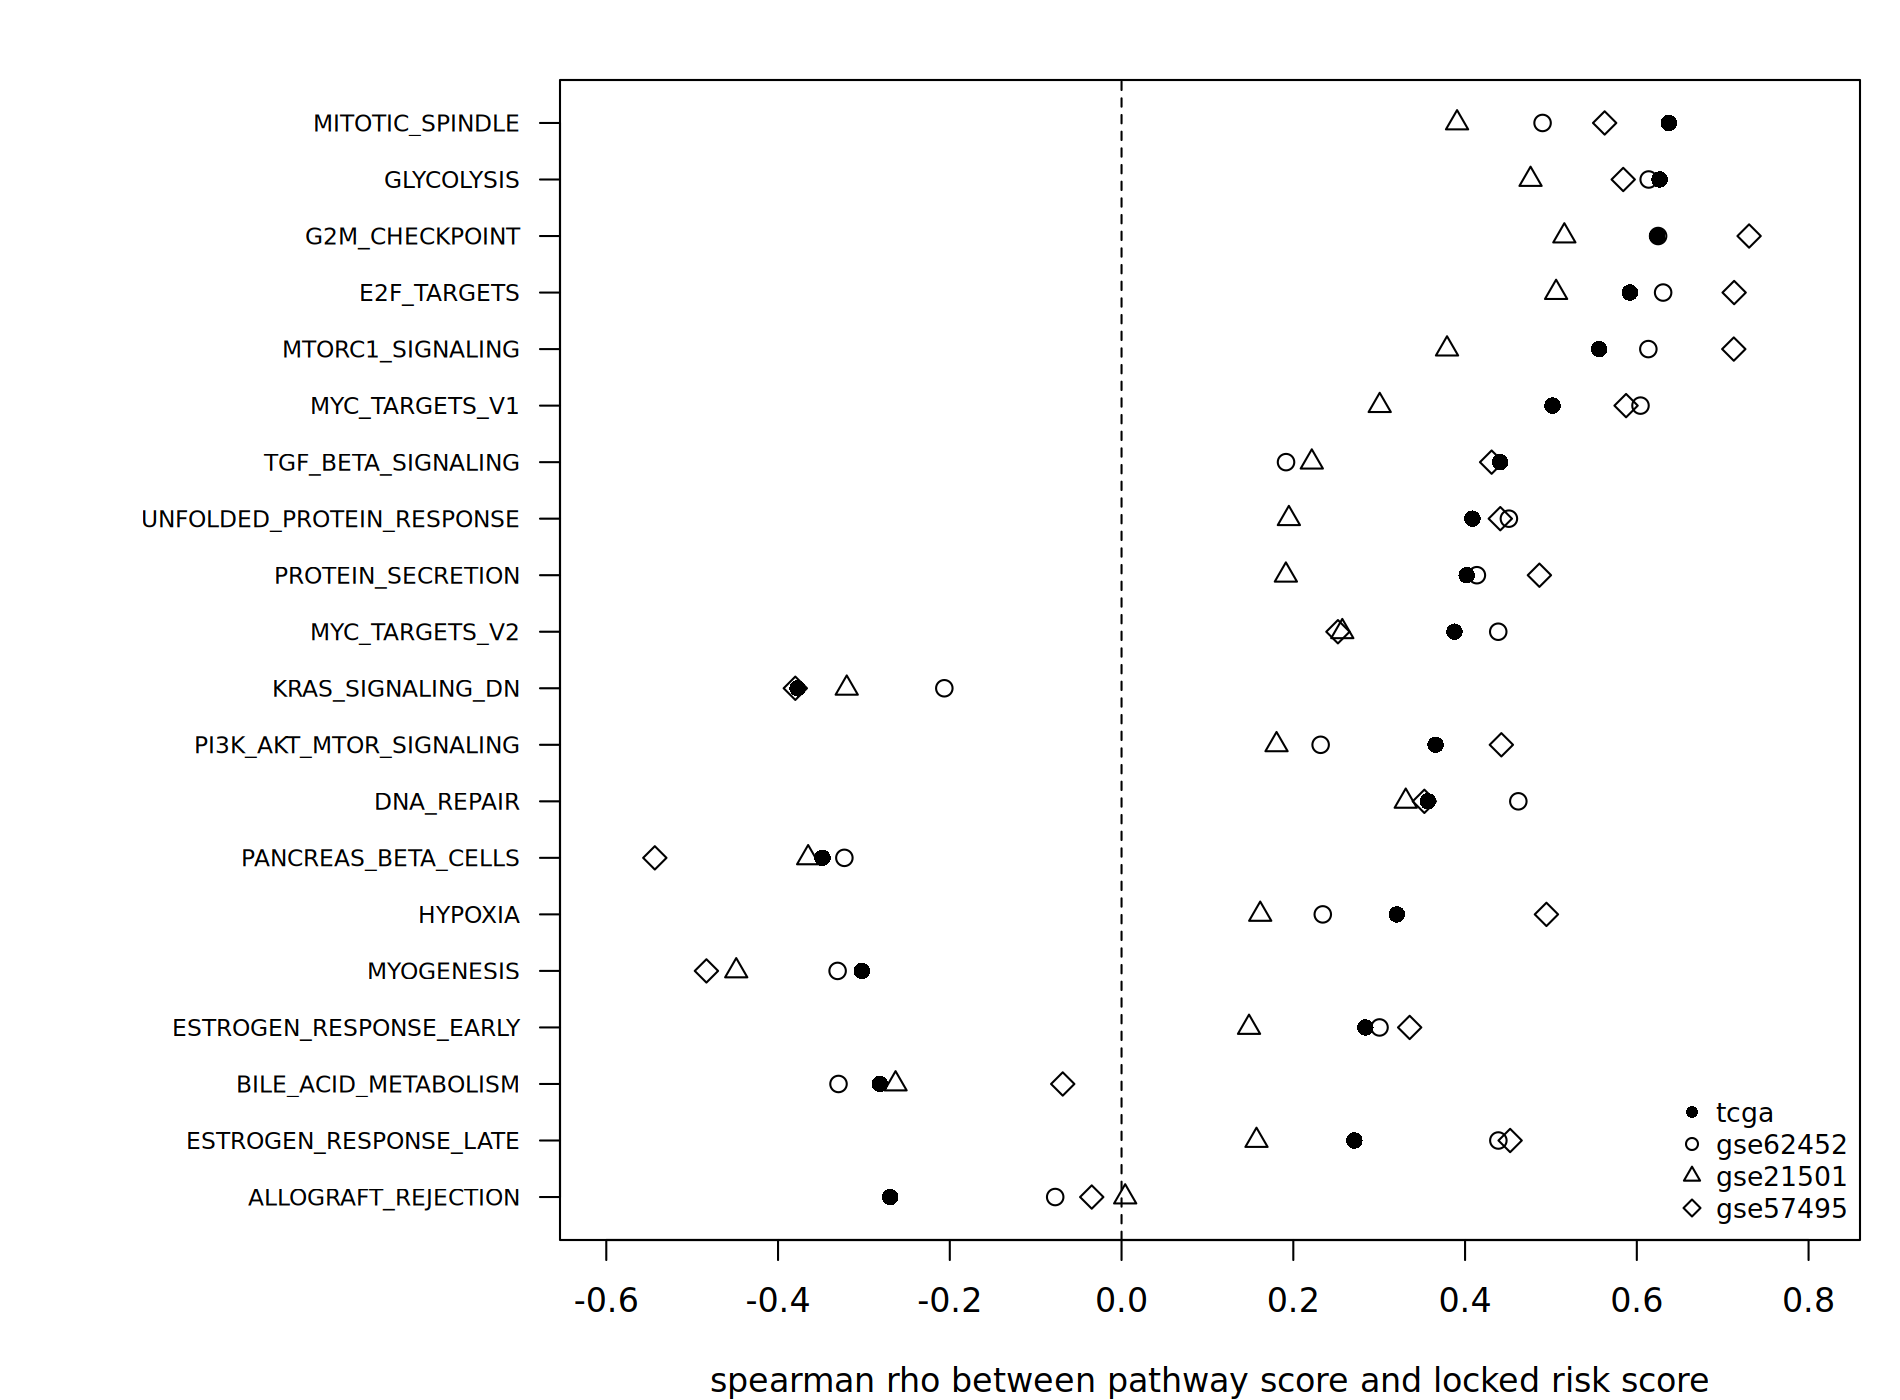 MITOTIC_SPINDLE
GLYCOLYSIS
G2M_CHECKPOINT
E2F_TARGETS
MTORC1_SIGNALING
MYC_TARGETS_V1
TGF_BETA_SIGNALING
UNFOLDED_PROTEIN_RESPONSE
PROTEIN_SECRETION
MYC_TARGETS_V2
KRAS_SIGNALING_DN
PI3K_AKT_MTOR_SIGNALING
DNA_REPAIR
PANCREAS_BETA_CELLS
HYPOXIA
MYOGENESIS
ESTROGEN_RESPONSE_EARLY
BILE_ACID_METABOLISM
ESTROGEN_RESPONSE_LATE
ALLOGRAFT_REJECTION
tcga
gse62452
gse21501
gse57495
-0.6 -0.4 -0.2 0.0 0.2 0.4 0.6 0.8
spearman rho between pathway score and locked risk score